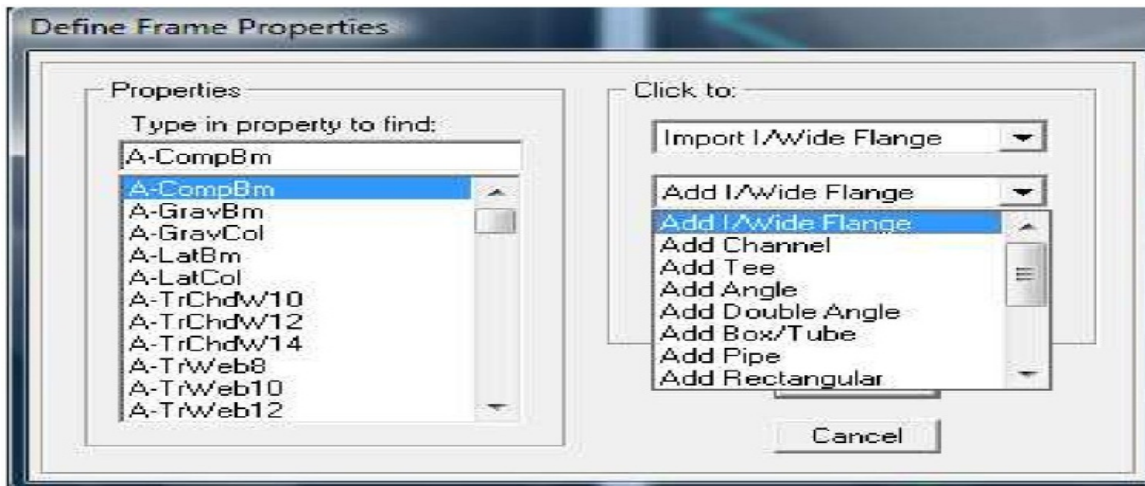 Define Frame Properties
Properties
Type in property to find:
A-CompBm
A-CompBm
A-GravBm
A-GravCol
A-LatBm
A-LatCol
A-TrChdW10
A-TrChdW12
A-TrChdW14
A-TrWeb8
A-TrWeb10
A-TrWeb12
Click to:
Import I/Wide Flange
Add I/Wide Flange
Add I/Wide Flange
Add Channel
Add Tee
Add Angle
Add Double Angle
Add Box/Tube
Add Pipe
Add Rectangular
Cancel